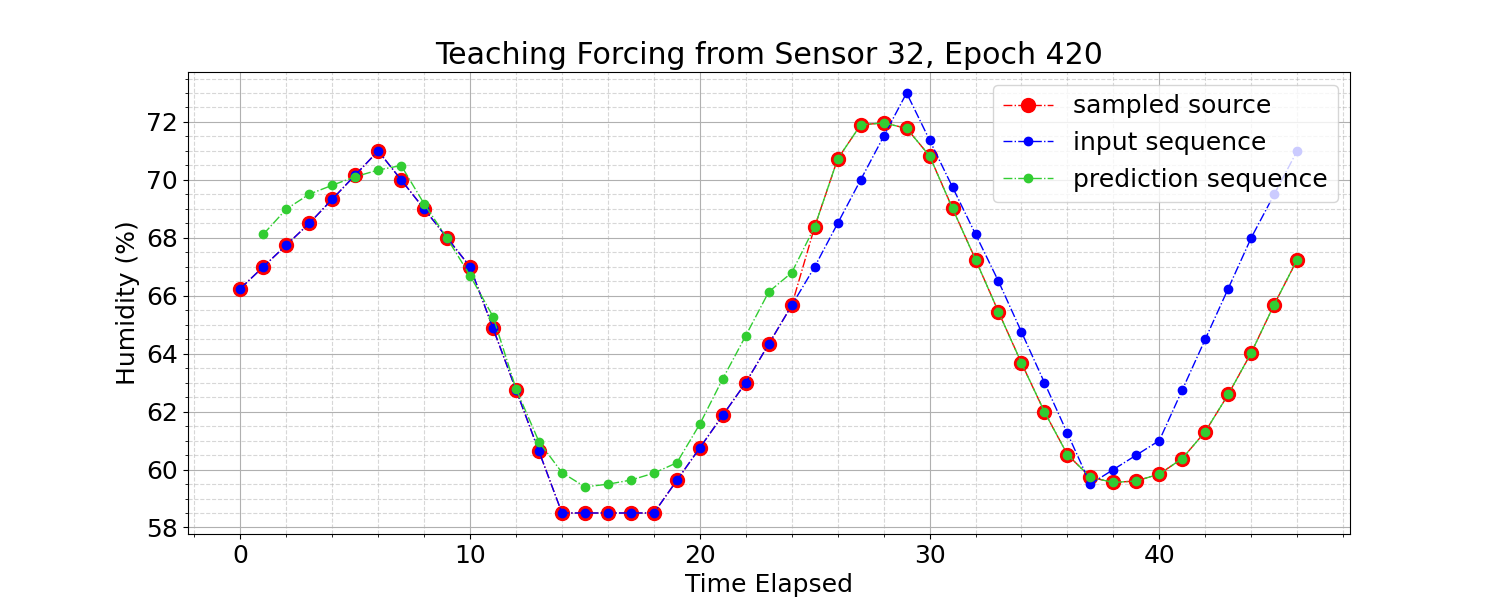 Teaching Forcing from Sensor 32, Epoch 420
sampled source
input sequence
prediction sequence
Humidity (%)
72
70
68
66
64
62
60
58
0 10 20 30 40
Time Elapsed